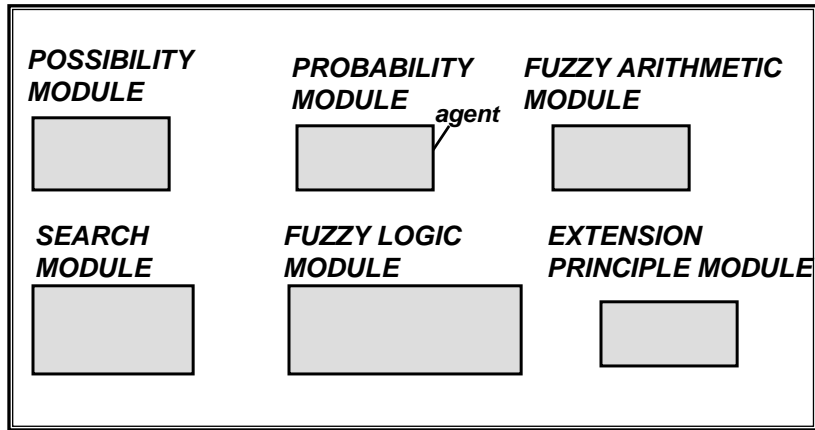 POSSIBILITY
MODULE
PROBABILITY
MODULE
agent
FUZZY ARITHMETIC
MODULE
SEARCH
MODULE
FUZZY LOGIC
MODULE
EXTENSION
PRINCIPLE MODULE